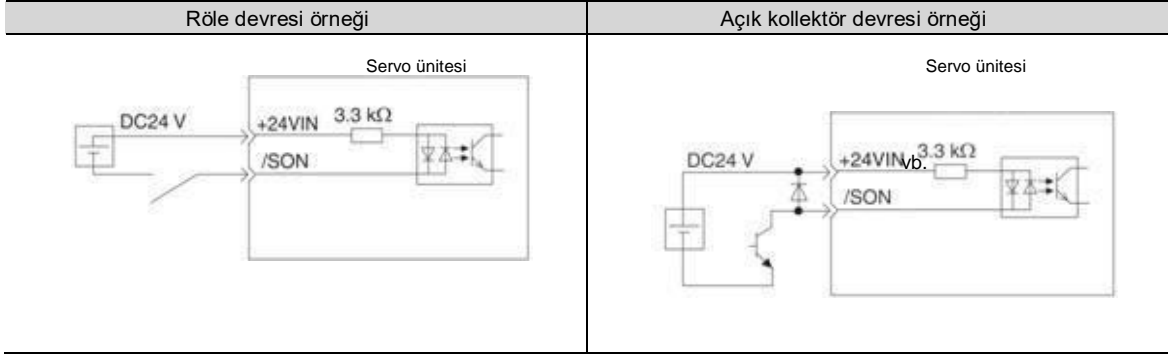 Röle devresi örneği
Açık kollektör devresi örneği
Servo ünitesi
DC24 V
+24VIN
3.3 kΩ
/SON
Servo ünitesi
DC24 V
+24VIN
vb.
3.3 kΩ
/SON